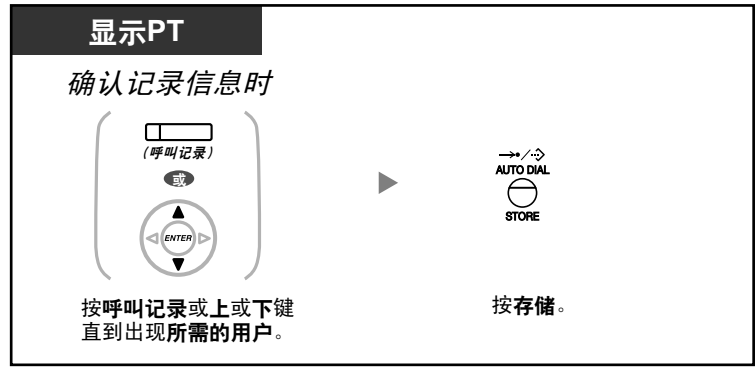 显示PT
确认记录信息时
(呼叫记录)
或
ENTER
按呼叫记录或上或下键
直到出现所需的用户。
AUTO DIAL
STORE
按存储。